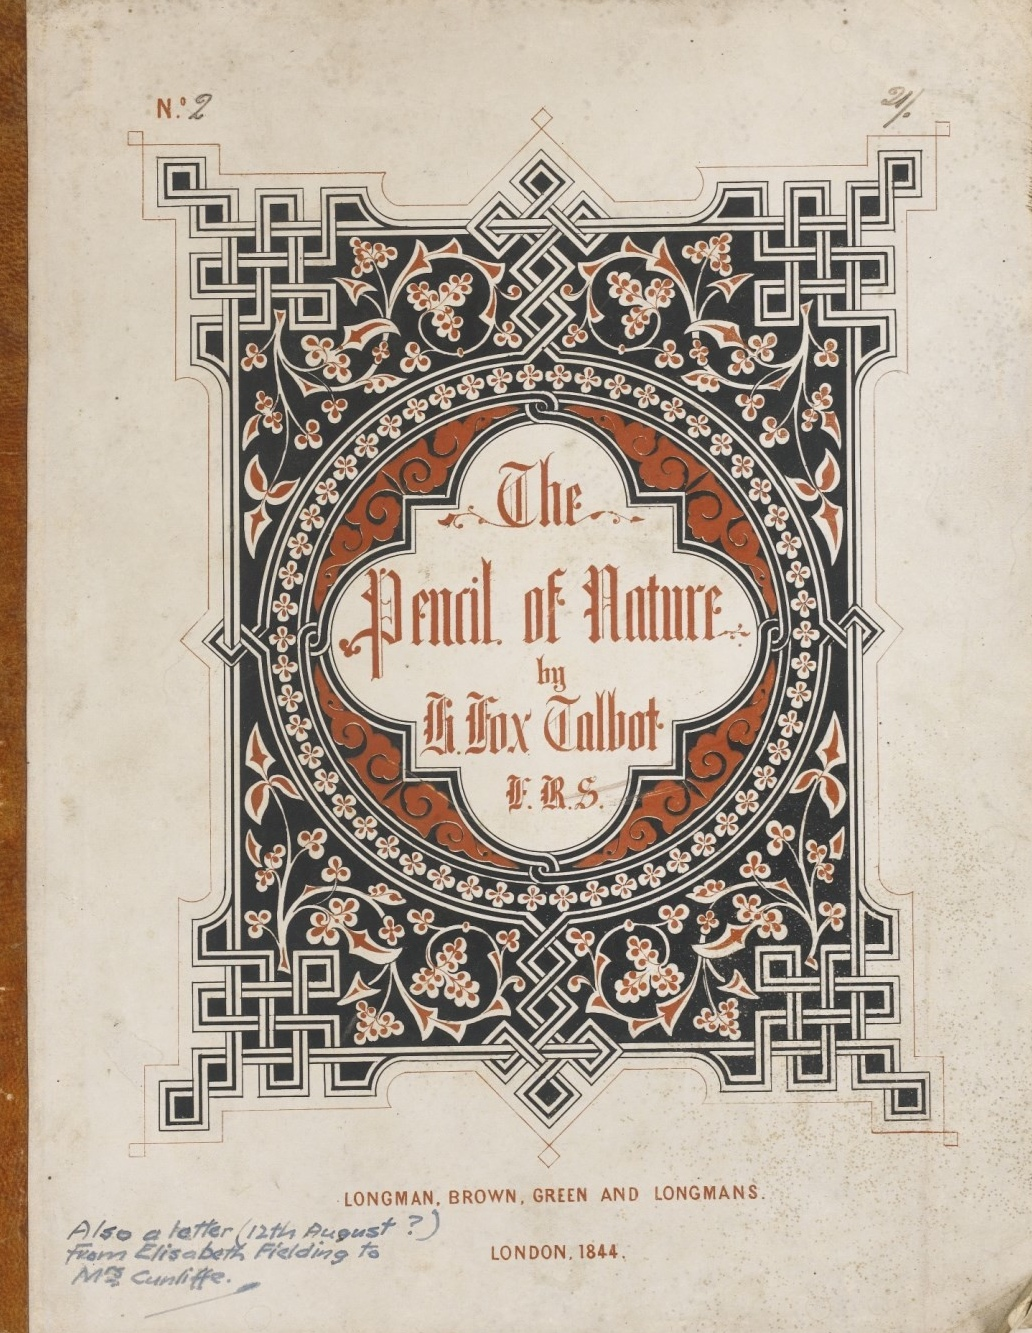 N.º 2
21/.
The
Pencil of Nature
by
H. Fox Talbot
F. R. S.
LONGMAN, BROWN, GREEN AND LONGMANS.
LONDON, 1844.
Also a letter (12th August ?)
from Elisabeth Fielding to
Mrs Cunliffe.